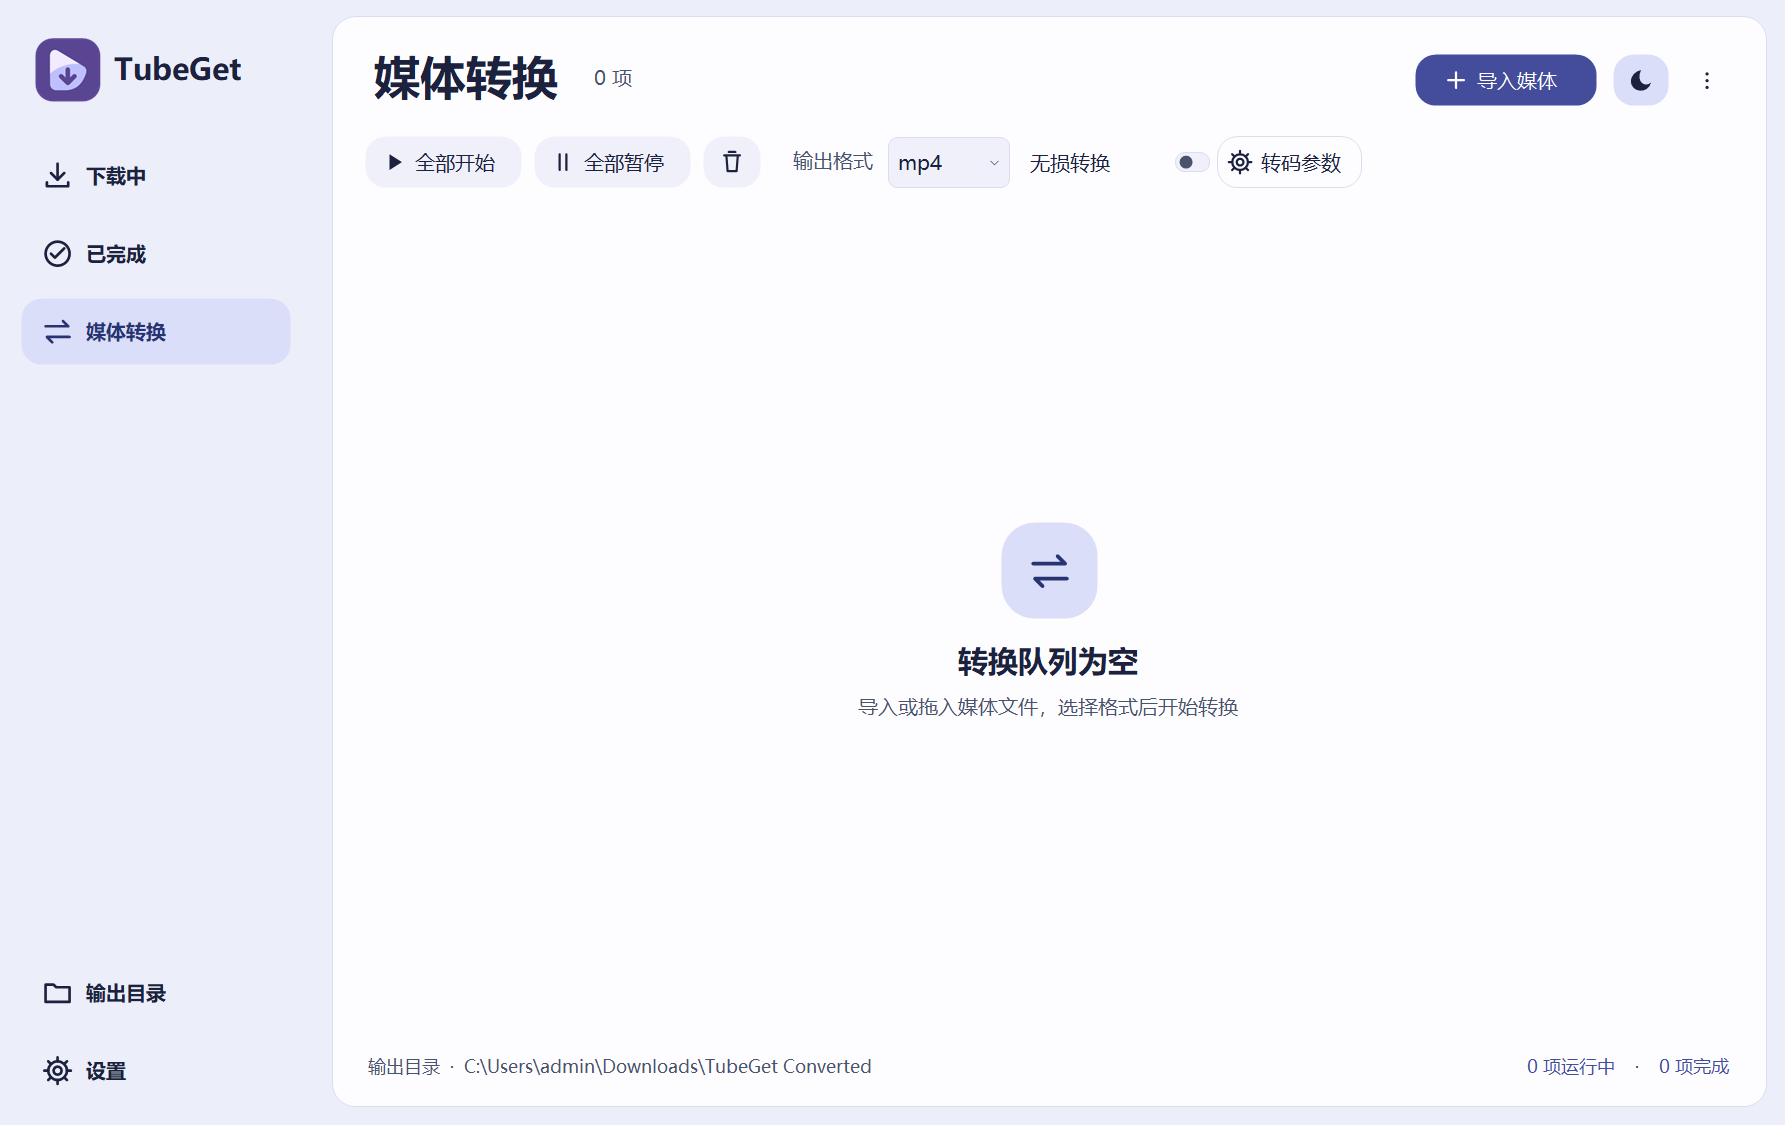 TubeGet
下载中
已完成
媒体转换
输出目录
设置
媒体转换 0 项
导入媒体
全部开始 全部暂停 输出格式 mp4 无损转换 转码参数
转换队列为空
导入或拖入媒体文件，选择格式后开始转换
输出目录 · C:\Users\admin\Downloads\TubeGet Converted
0 项运行中 · 0 项完成